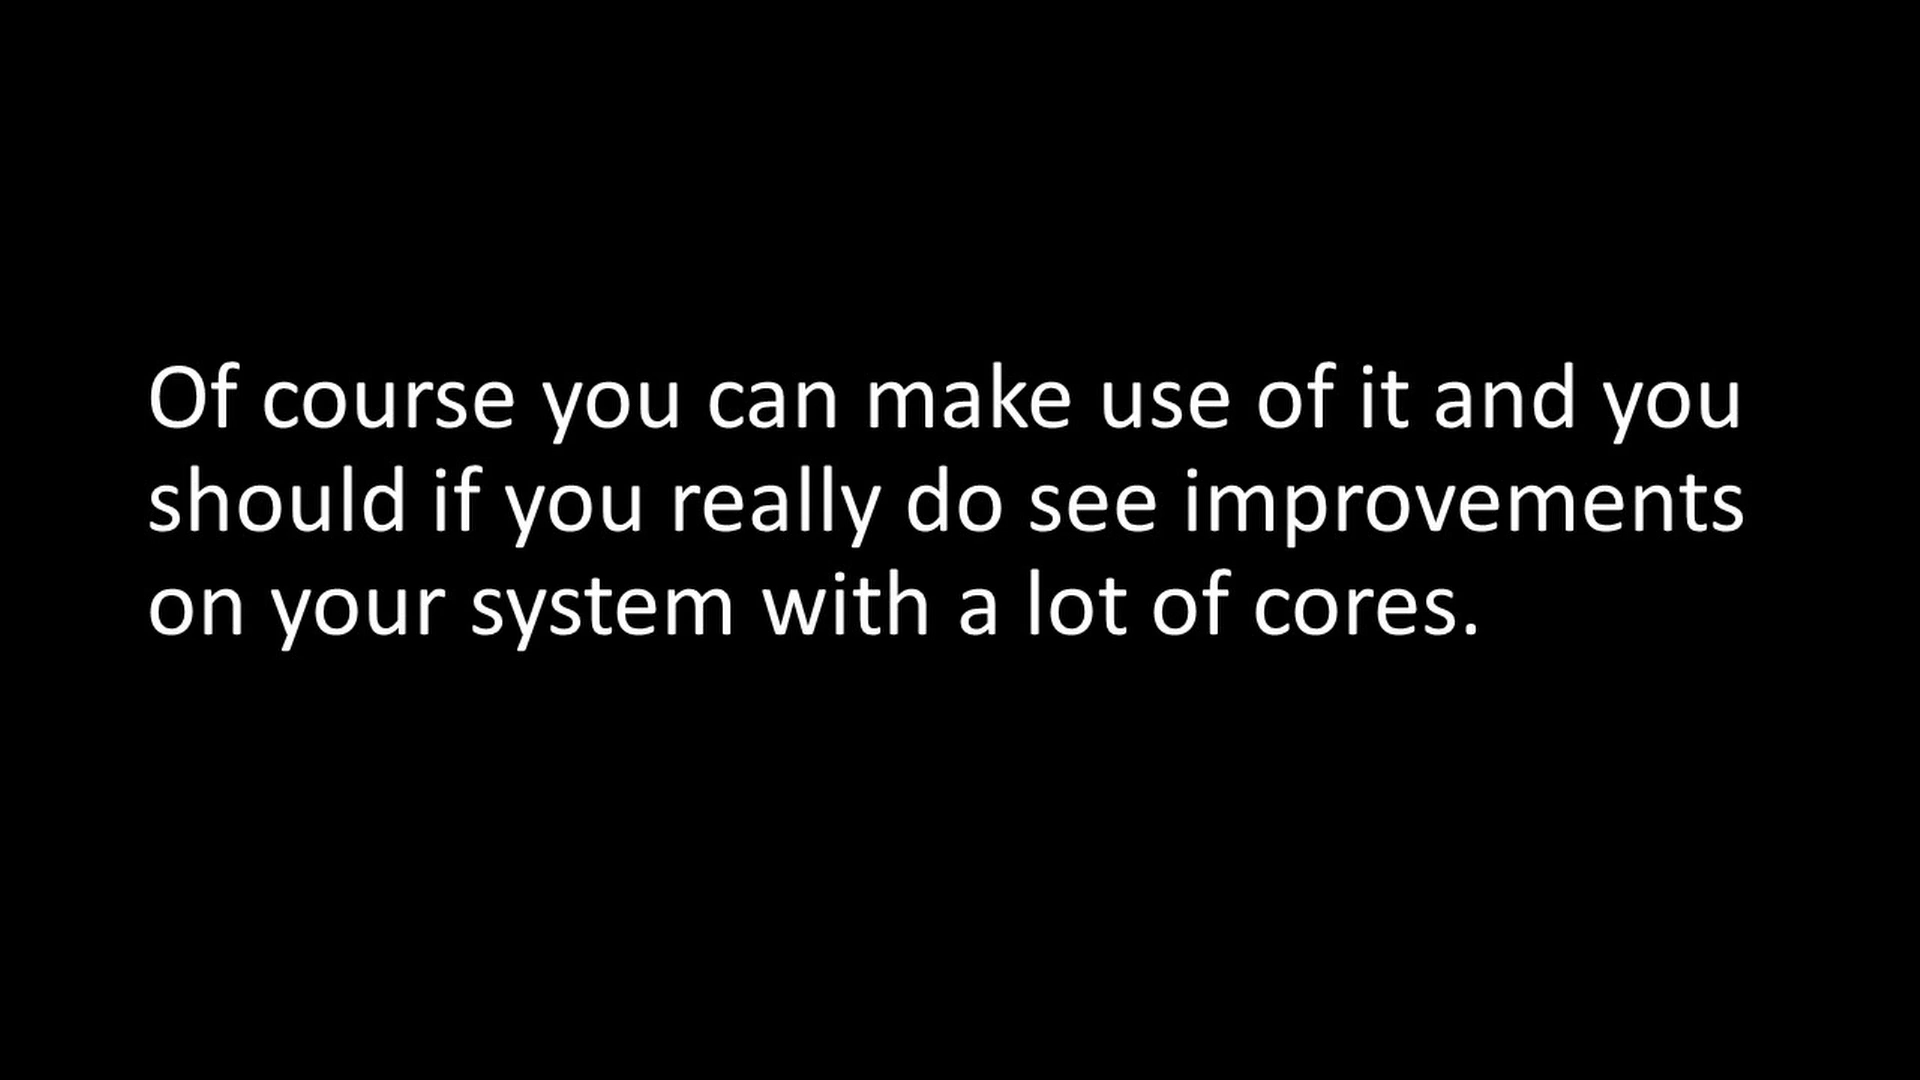 Of course you can make use of it and you
should if you really do see improvements
on your system with a lot of cores.